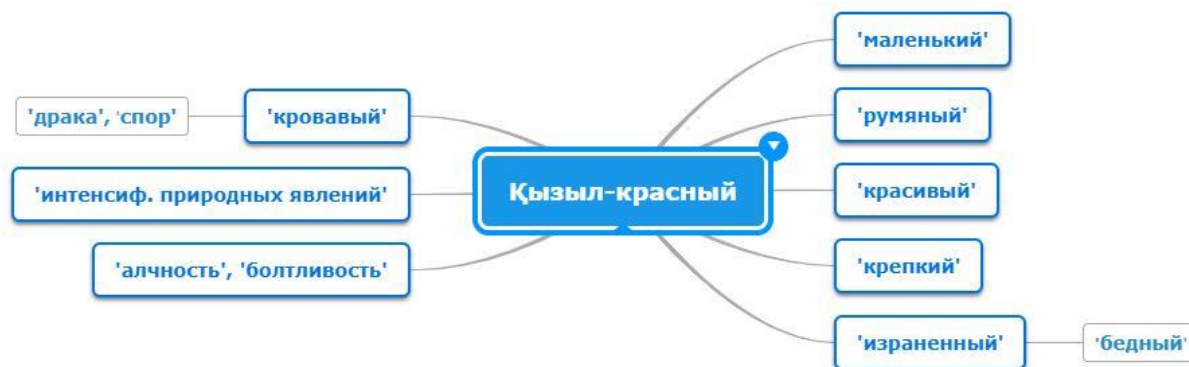 'маленький'
'драка', 'спор'
'кровавый'
'румяный'
'интенсиф. природных явлений'
Қызыл-красный
'красивый'
'алчность', 'болтливость'
'крепкий'
'израненный'
'бедный'